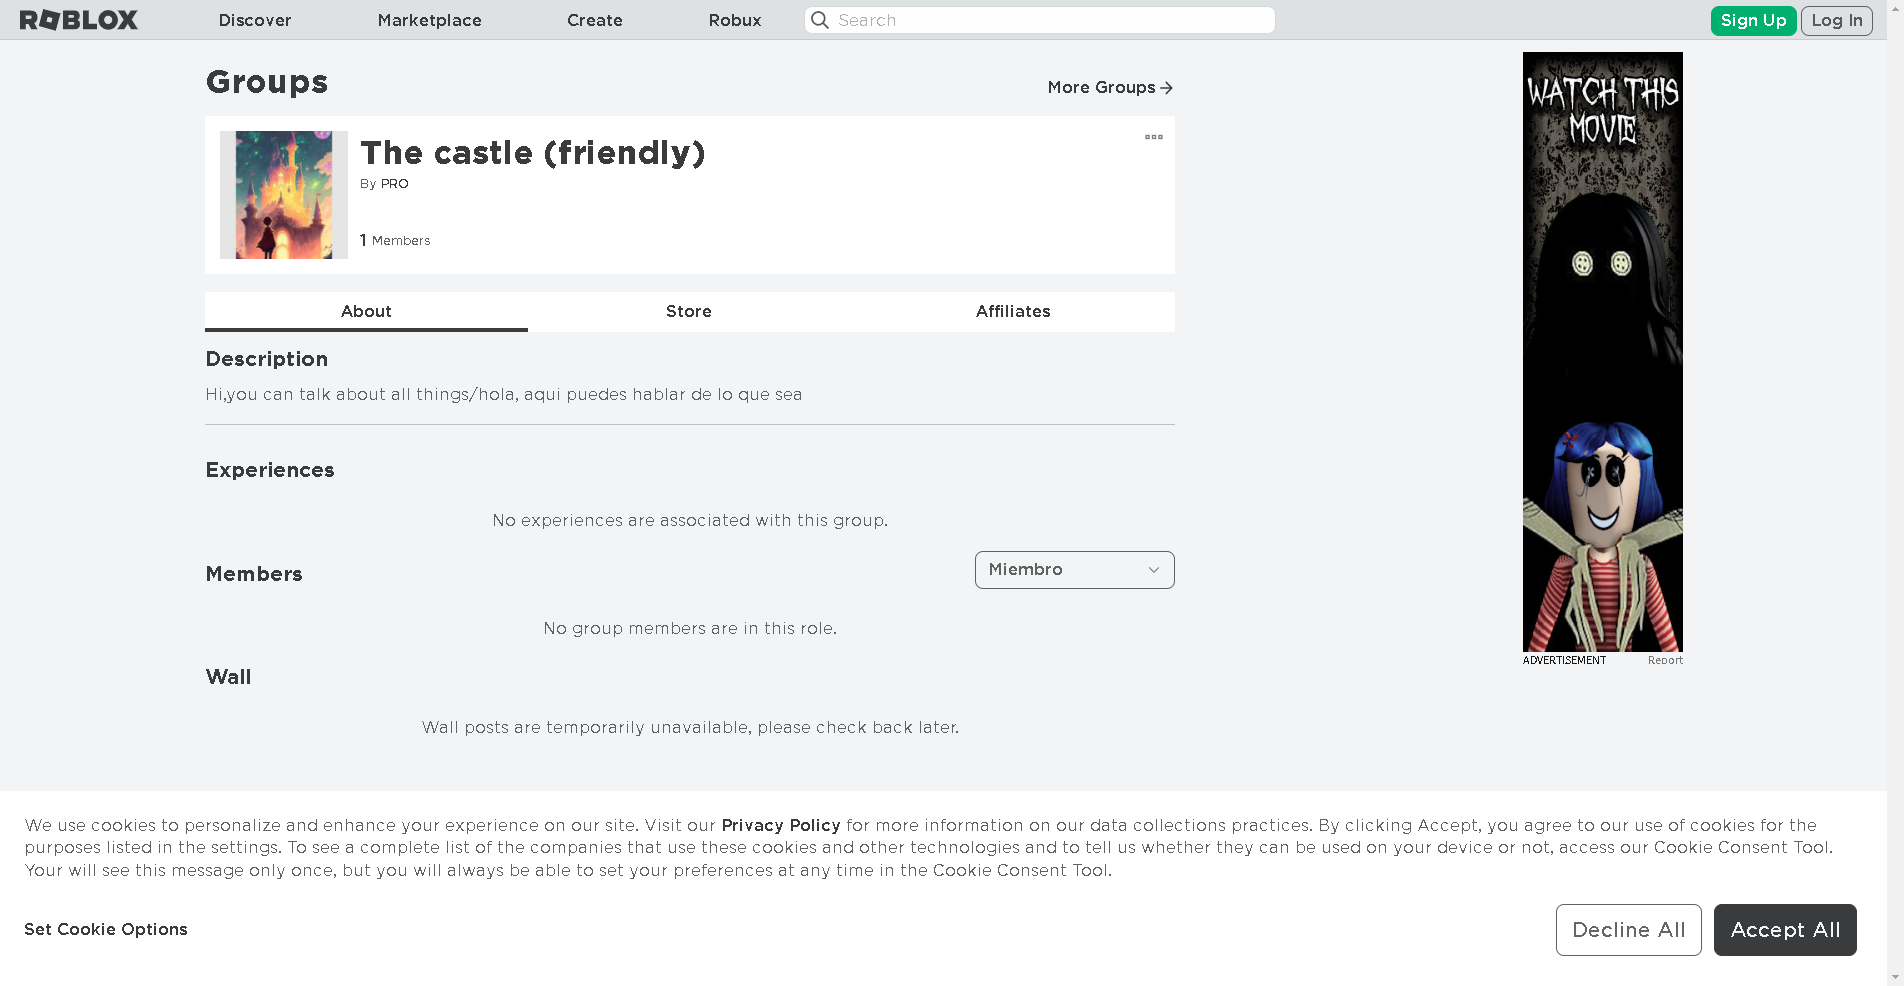 ROBLOX
Discover
Marketplace
Create
Robux
Search
Sign Up
Log In
Groups
More Groups
The castle (friendly)
By PRO
1 Members
About
Store
Affiliates
Description
Hi,you can talk about all things/hola, aqui puedes hablar de lo que sea
Experiences
No experiences are associated with this group.
Members
Miembro
No group members are in this role.
Wall
Wall posts are temporarily unavailable, please check back later.
WATCH THIS
MOVIE
ADVERTISEMENT
Report
We use cookies to personalize and enhance your experience on our site. Visit our Privacy Policy for more information on our data collections practices. By clicking Accept, you agree to our use of cookies for the
purposes listed in the settings. To see a complete list of the companies that use these cookies and other technologies and to tell us whether they can be used on your device or not, access our Cookie Consent Tool.
Your will see this message only once, but you will always be able to set your preferences at any time in the Cookie Consent Tool.
Set Cookie Options
Decline All
Accept All